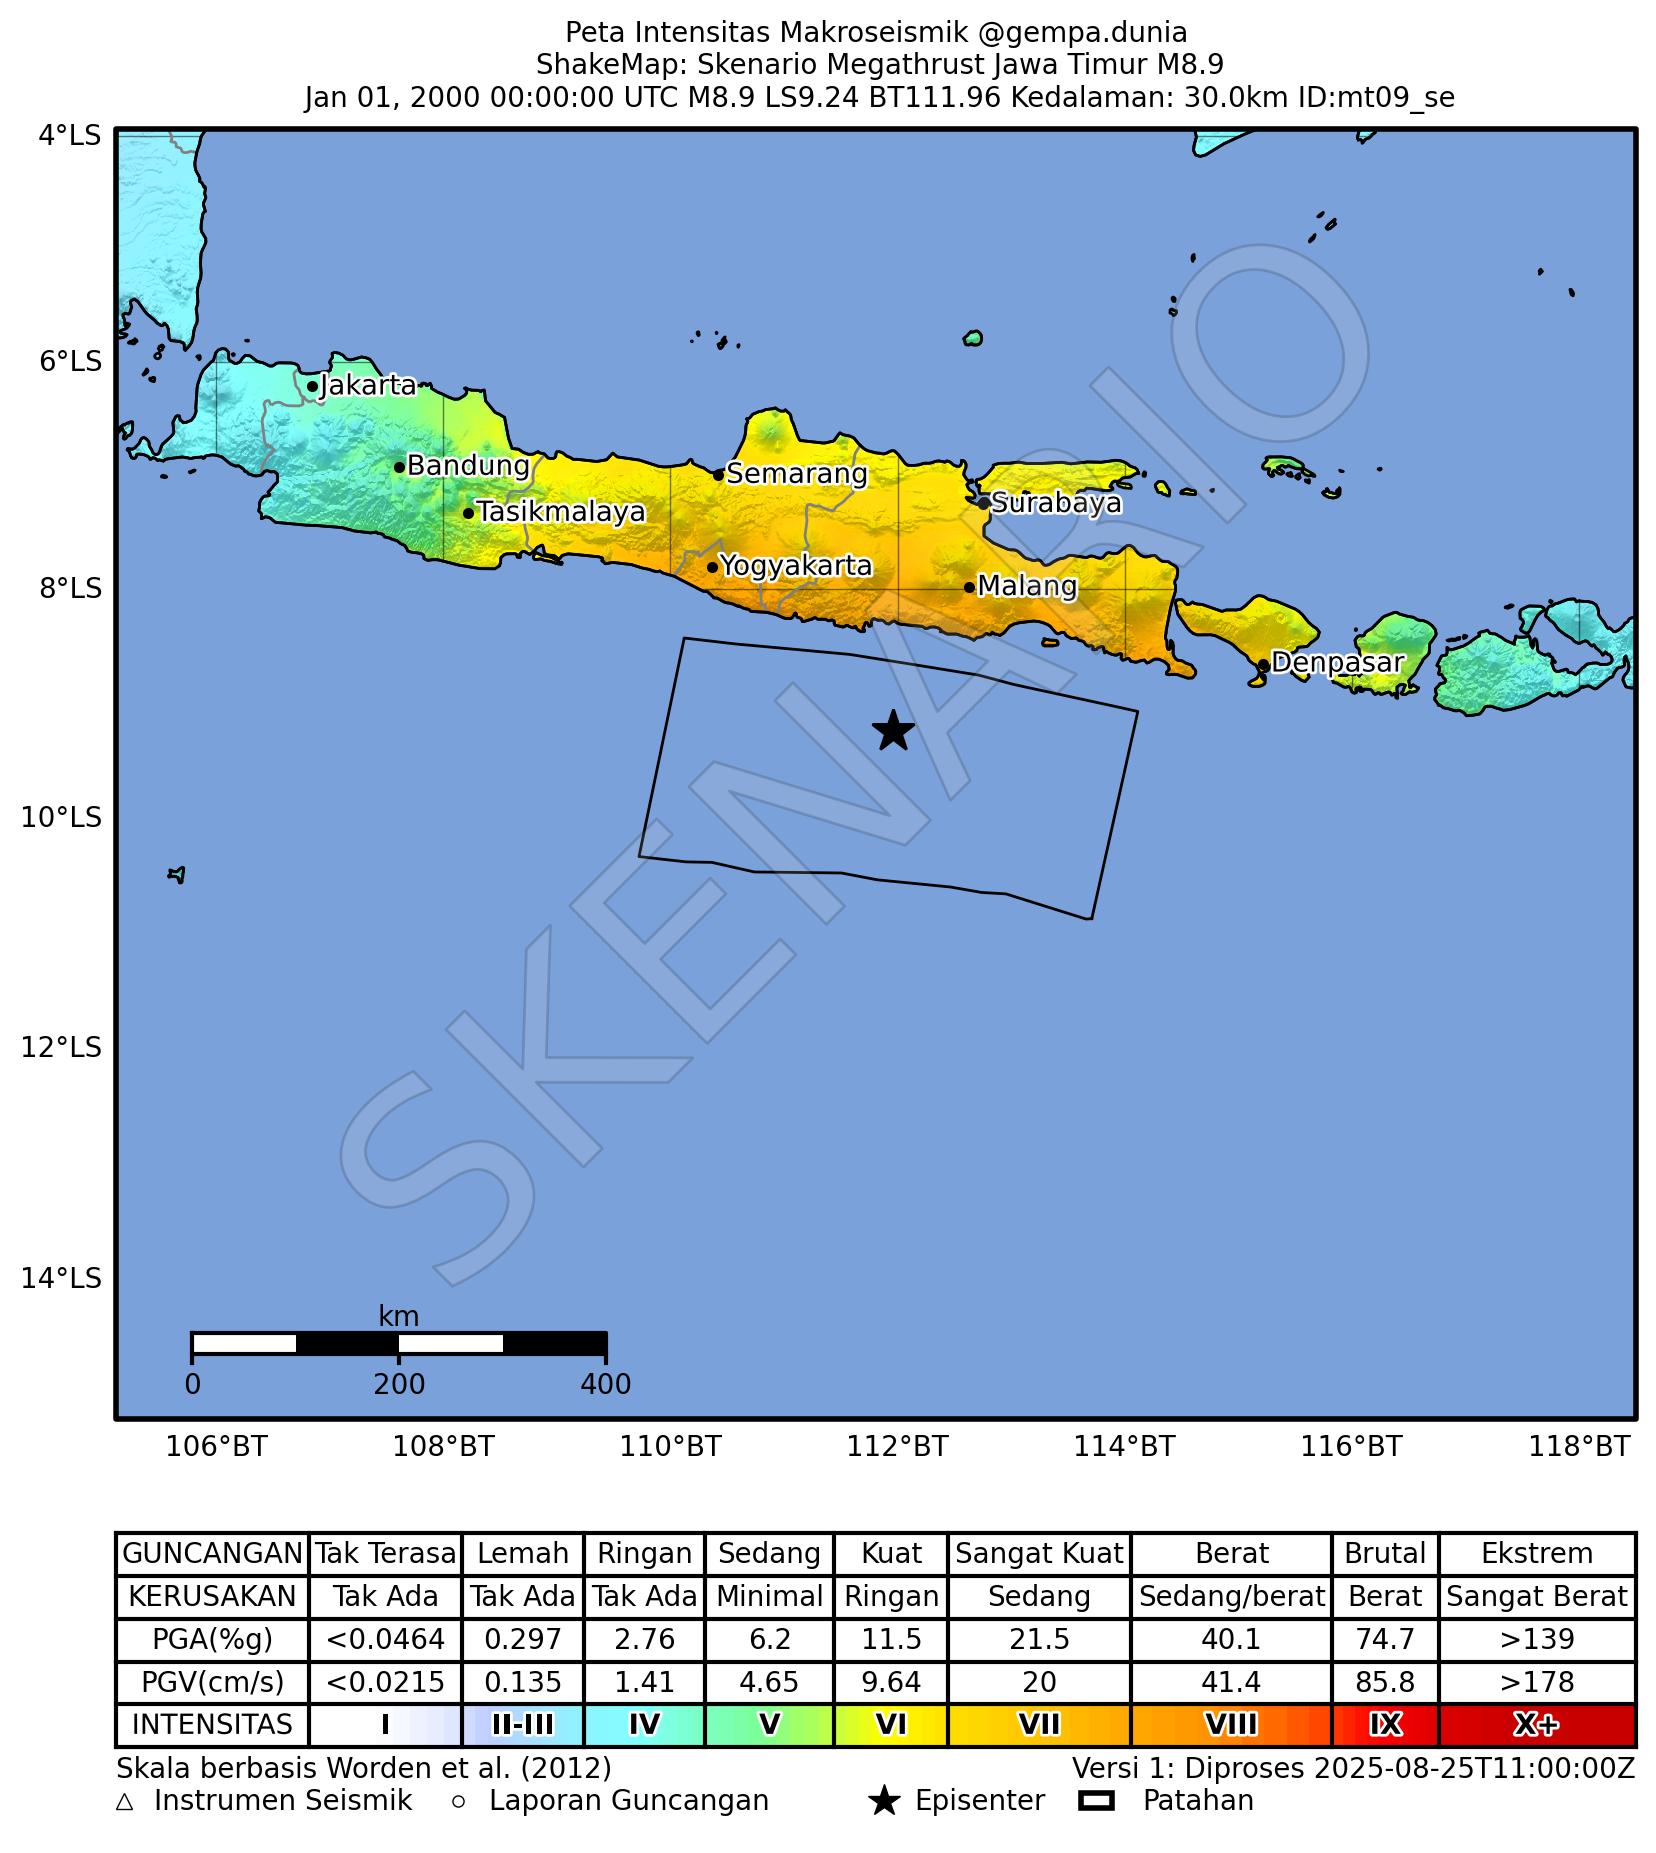 Peta Intensitas Makroseismik @gempa.dunia
ShakeMap: Skenario Megathrust Jawa Timur M8.9
Jan 01, 2000 00:00:00 UTC M8.9 LS9.24 BT111.96 Kedalaman: 30.0km ID:mt09_se
4°LS
6°LS
Jakarta
Bandung
Semarang
Tasikmalaya
Surabaya
Yogyakarta
8°LS
Malang
Denpasar
10°LS
SKENARIO
12°LS
14°LS
km
0 200 400
106°BT 108°BT 110°BT 112°BT 114°BT 116°BT 118°BT
GUNCANGAN Tak Terasa Lemah Ringan Sedang Kuat Sangat Kuat Berat Brutal Ekstrem
KERUSAKAN Tak Ada Tak Ada Tak Ada Minimal Ringan Sedang Sedang/berat Berat Sangat Berat
PGA(%g) <0.0464 0.297 2.76 6.2 11.5 21.5 40.1 74.7 >139
PGV(cm/s) <0.0215 0.135 1.41 4.65 9.64 20 41.4 85.8 >178
INTENSITAS I II-III IV V VI VII VIII IX X+
Skala berbasis Worden et al. (2012) Versi 1: Diproses 2025-08-25T11:00:00Z
Instrumen Seismik Laporan Guncangan Episenter Patahan